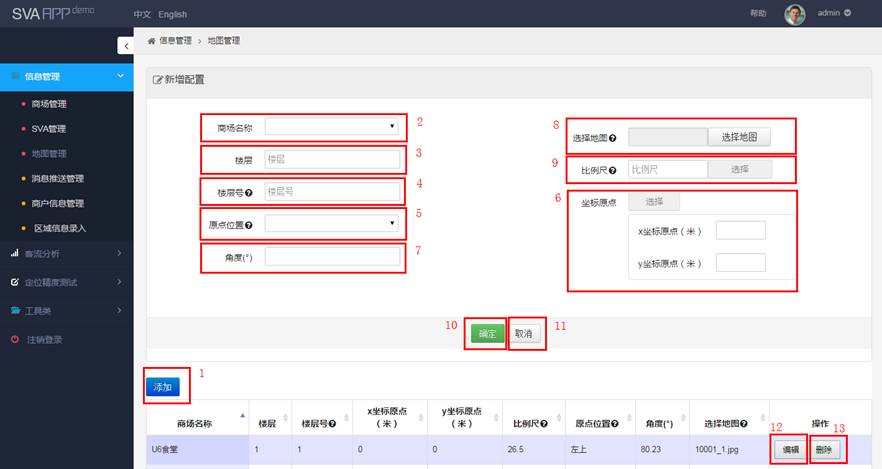 SVA APP demo 中文 English 帮助 admin
信息管理 > 地图管理
信息管理
商场管理
SVA管理
地图管理
消息推送管理
商户信息管理
区域信息录入
客流分析
定位精度测试
工具类
注销登录
新增配置
商场名称 2
楼层 楼层 3
楼层号 楼层号 4
原点位置 5
角度(°) 7
8 选择地图 选择地图
9 比例尺 比例尺 选择
6 坐标原点 选择
x坐标原点（米）
y坐标原点（米）
10 确定 取消 11
添加 1
商场名称 楼层 楼层号 x坐标原点（米） y坐标原点（米） 比例尺 原点位置 角度(°) 选择地图 操作
12 13
U6食堂 1 1 0 0 26.5 左上 80.23 10001_1.jpg 编辑 删除